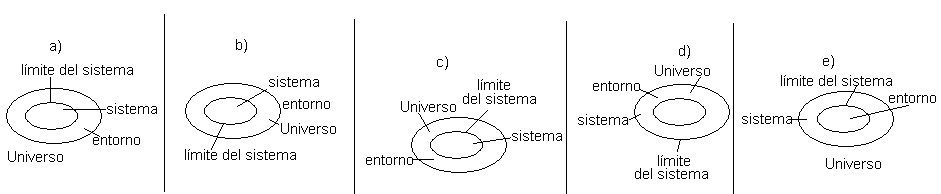 a)
límite del sistema
sistema
entorno
Universo
b)
sistema
entorno
Universo
límite del sistema
c)
límite
del sistema
Universo
sistema
entorno
d)
Universo
entorno
sistema
límite
del sistema
e)
límite del sistema
entorno
sistema
Universo